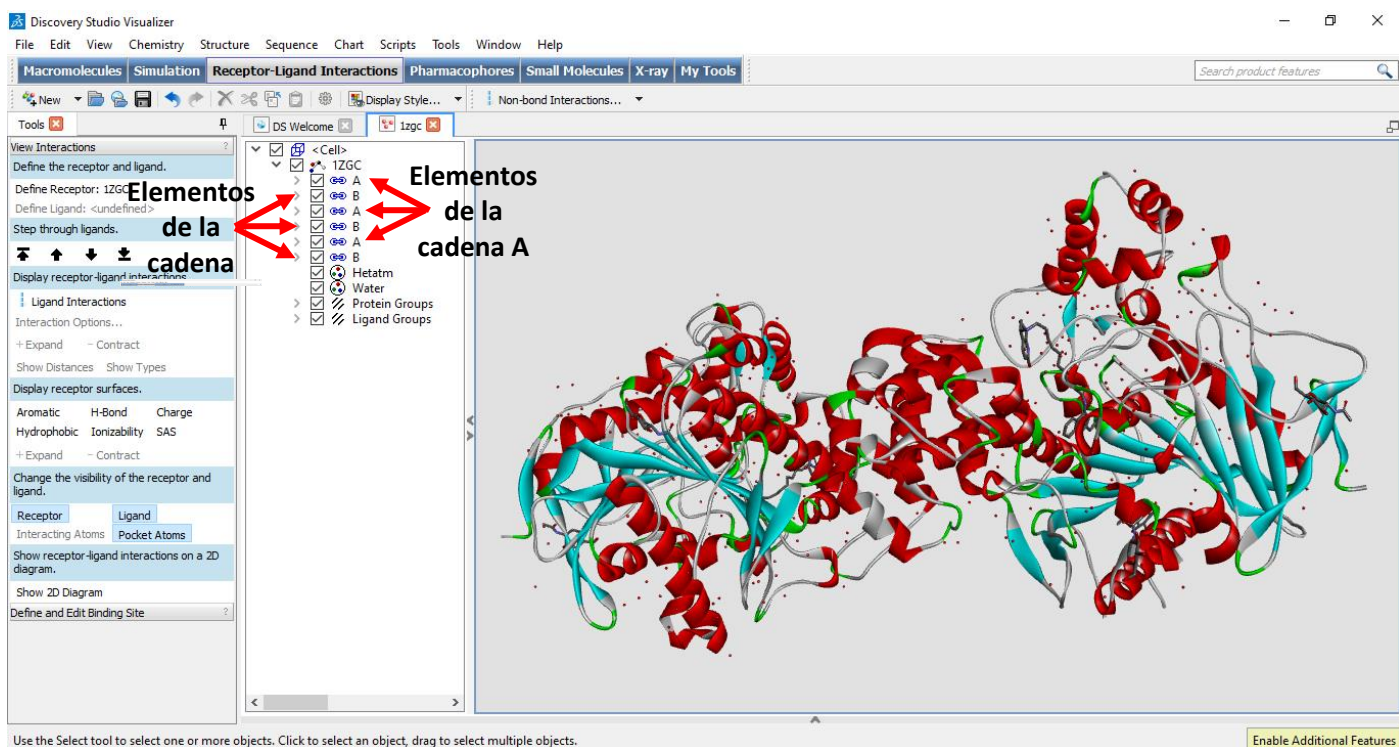 Discovery Studio Visualizer
File Edit View Chemistry Structure Sequence Chart Scripts Tools Window Help
Macromolecules Simulation Receptor-Ligand Interactions Pharmacophores Small Molecules X-ray My Tools
Search product features
New Display Style... Non-bond Interactions...
Tools
DS Welcome
1zgc
View Interactions ?
Define the receptor and ligand.
Define Receptor: 1ZGC
Define Ligand: <undefined>
Step through ligands.
Display receptor-ligand interactions
Ligand Interactions
Interaction Options...
+Expand - Contract
Show Distances Show Types
Display receptor surfaces.
Aromatic H-Bond Charge
Hydrophobic Ionizability SAS
+Expand - Contract
Change the visibility of the receptor and
ligand.
Receptor Ligand
Interacting Atoms Pocket Atoms
Show receptor-ligand interactions on a 2D
diagram.
Show 2D Diagram
Define and Edit Binding Site ?
Elementos
de la
cadena
<Cell>
1ZGC
A
B
A
B
A
B
Hetatm
Water
Protein Groups
Ligand Groups
Elementos
de la
cadena A
Use the Select tool to select one or more objects. Click to select an object, drag to select multiple objects.
Enable Additional Features